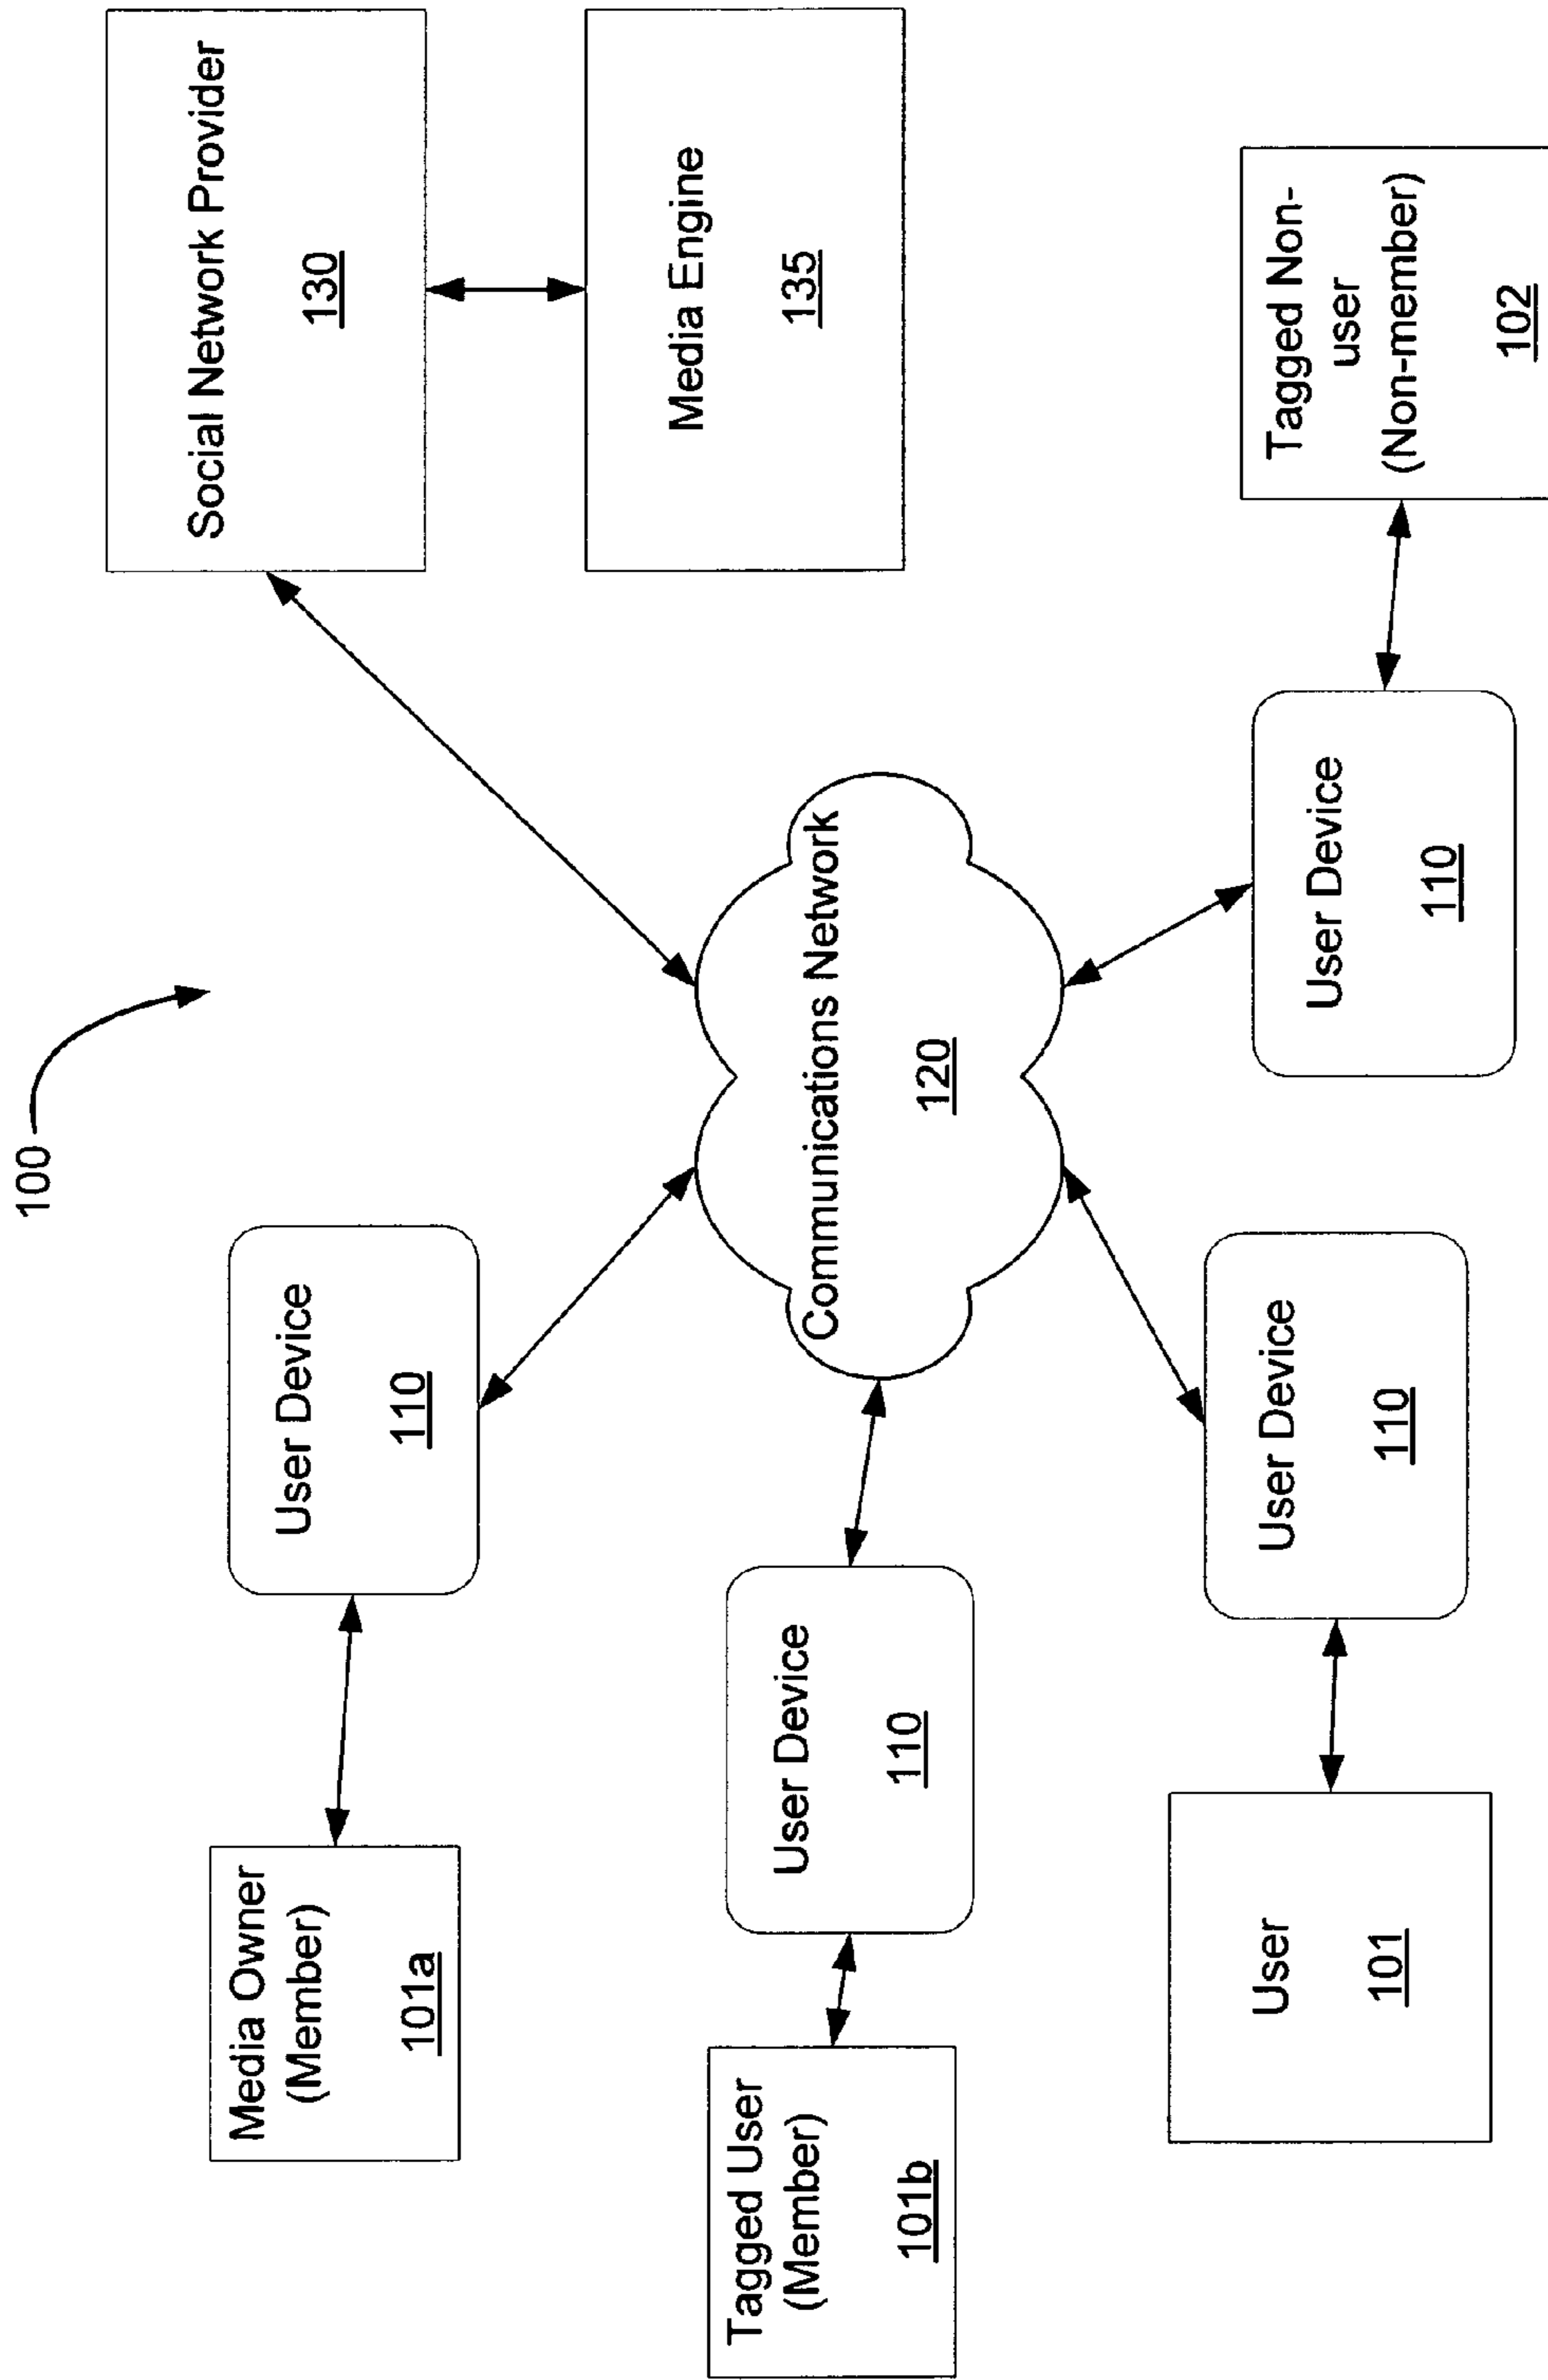 100
Media Owner
(Member)
101a
User Device
110
Social Network Provider
130
Media Engine
135
Tagged User
(Member)
101b
User Device
110
Communications Network
120
User
101
User Device
110
User Device
110
Tagged Non-
user
(Non-member)
102